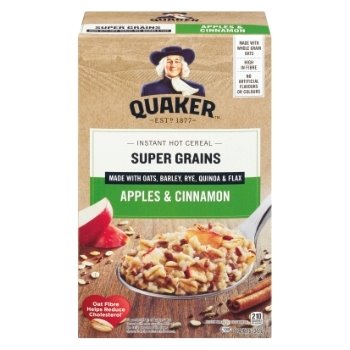 APPLES &
CINNAMON
MADE WITH
WHOLE GRAIN
OATS
HIGH
IN FIBRE
NO
ARTIFICIAL
FLAVOURS
OR COLOURS
QUAKER
EST? 1877
INSTANT HOT CEREAL
SUPER GRAINS
MADE WITH OATS, BARLEY, RYE, QUINOA & FLAX
APPLES & CINNAMON
Oat Fibre
Helps Reduce
Cholesterol
210